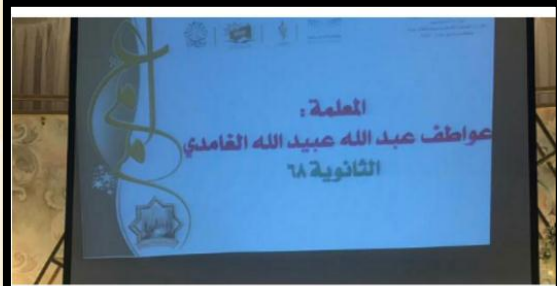 المعلمة :
عواطف عبد الله عبيد الله الغامدي
الثانوية ٦٨